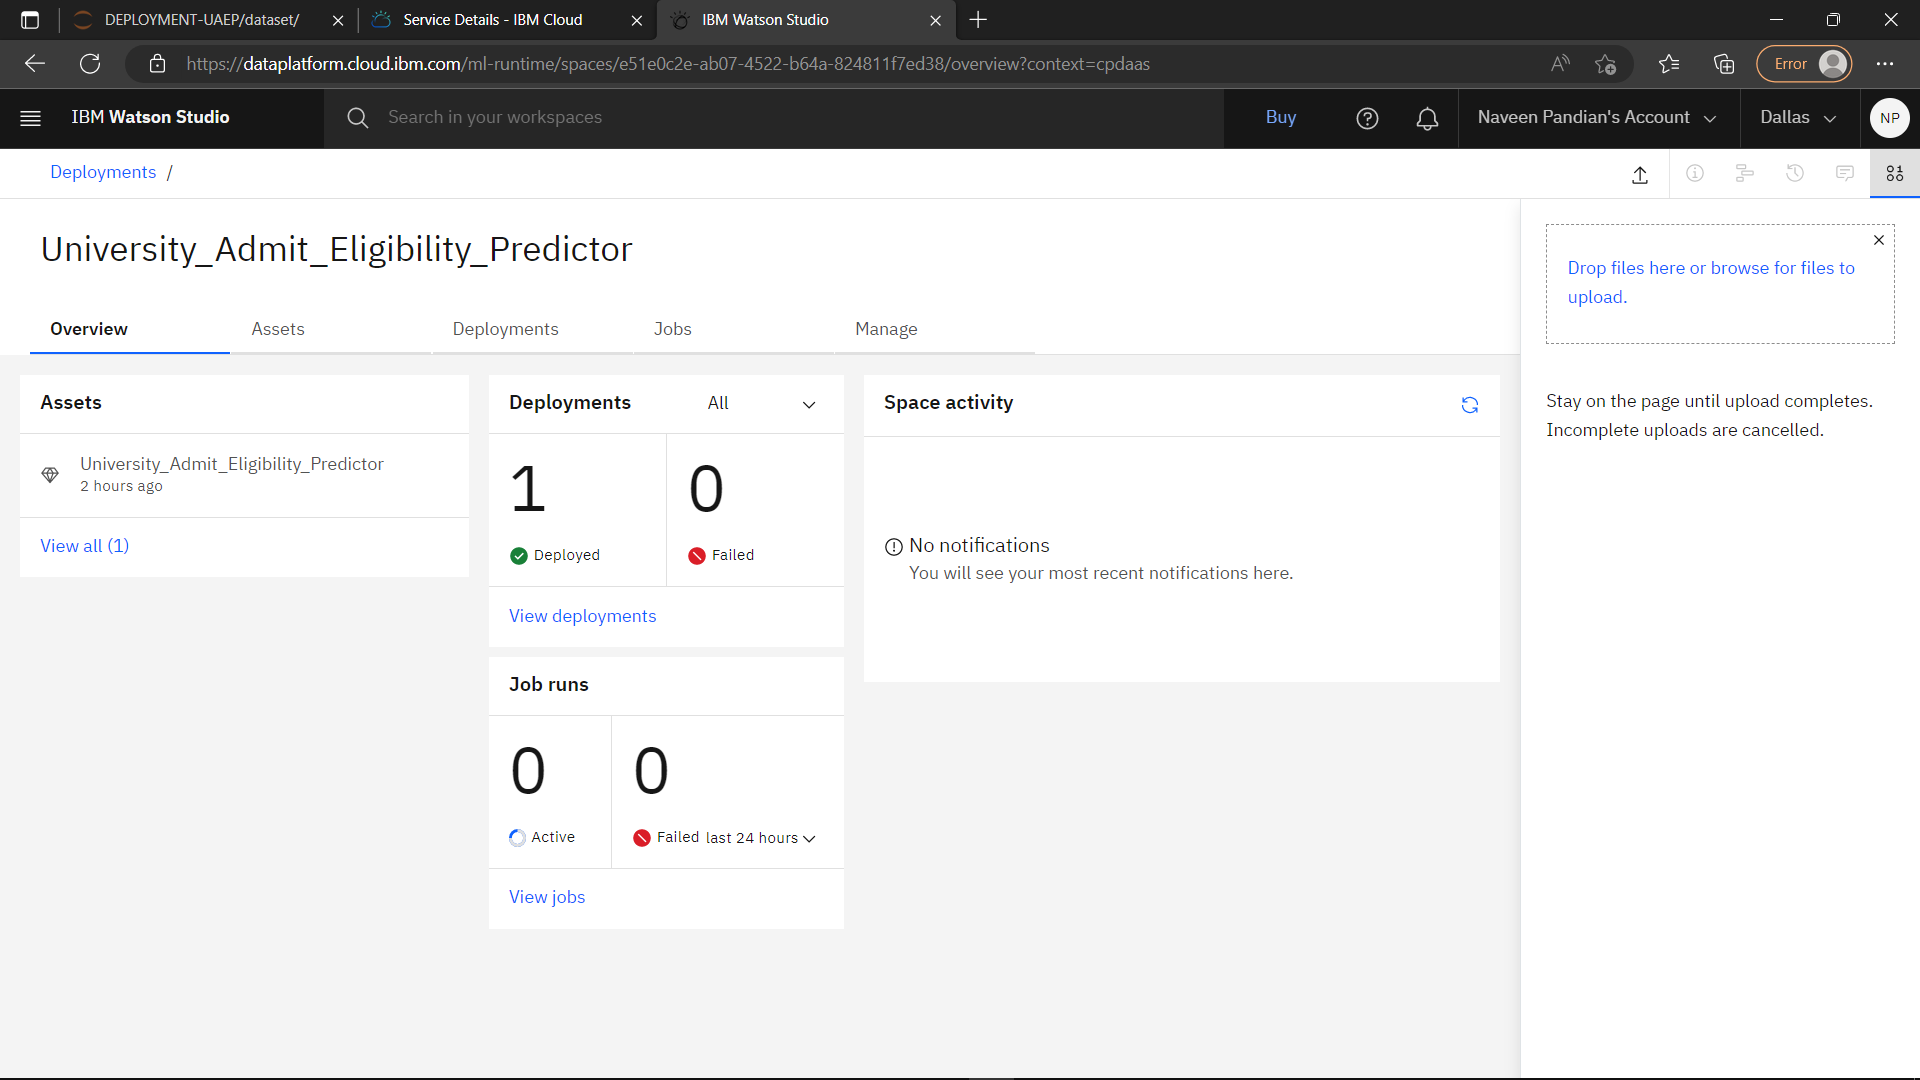 DEPLOYMENT-UAEP/dataset/
Service Details - IBM Cloud
IBM Watson Studio
https://dataplatform.cloud.ibm.com/ml-runtime/spaces/e51e0c2e-ab07-4522-b64a-824811f7ed38/overview?context=cpdaas
Error
IBM Watson Studio
Search in your workspaces
Buy
Naveen Pandian's Account
Dallas
NP
Deployments /
University_Admit_Eligibility_Predictor
Overview
Assets
Deployments
Jobs
Manage
Assets
University_Admit_Eligibility_Predictor
2 hours ago
View all (1)
Deployments
All
1
Deployed
0
Failed
View deployments
Job runs
0
Active
0
Failed last 24 hours
View jobs
Space activity
No notifications
You will see your most recent notifications here.
Drop files here or browse for files to
upload.
Stay on the page until upload completes.
Incomplete uploads are cancelled.